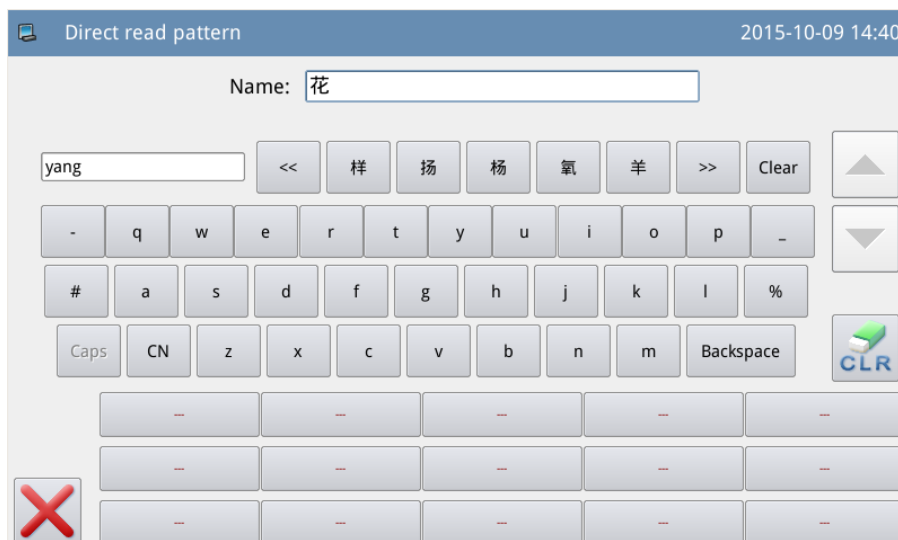 Direct read pattern 2015-10-09 14:40
Name: 花
yang << 样 扬 杨 氧 羊 >> Clear
- q w e r t y u i o p _
# a s d f g h j k l %
Caps CN z x c v b n m Backspace
CLR
--- --- --- --- ---
--- --- --- --- ---
--- --- --- --- ---